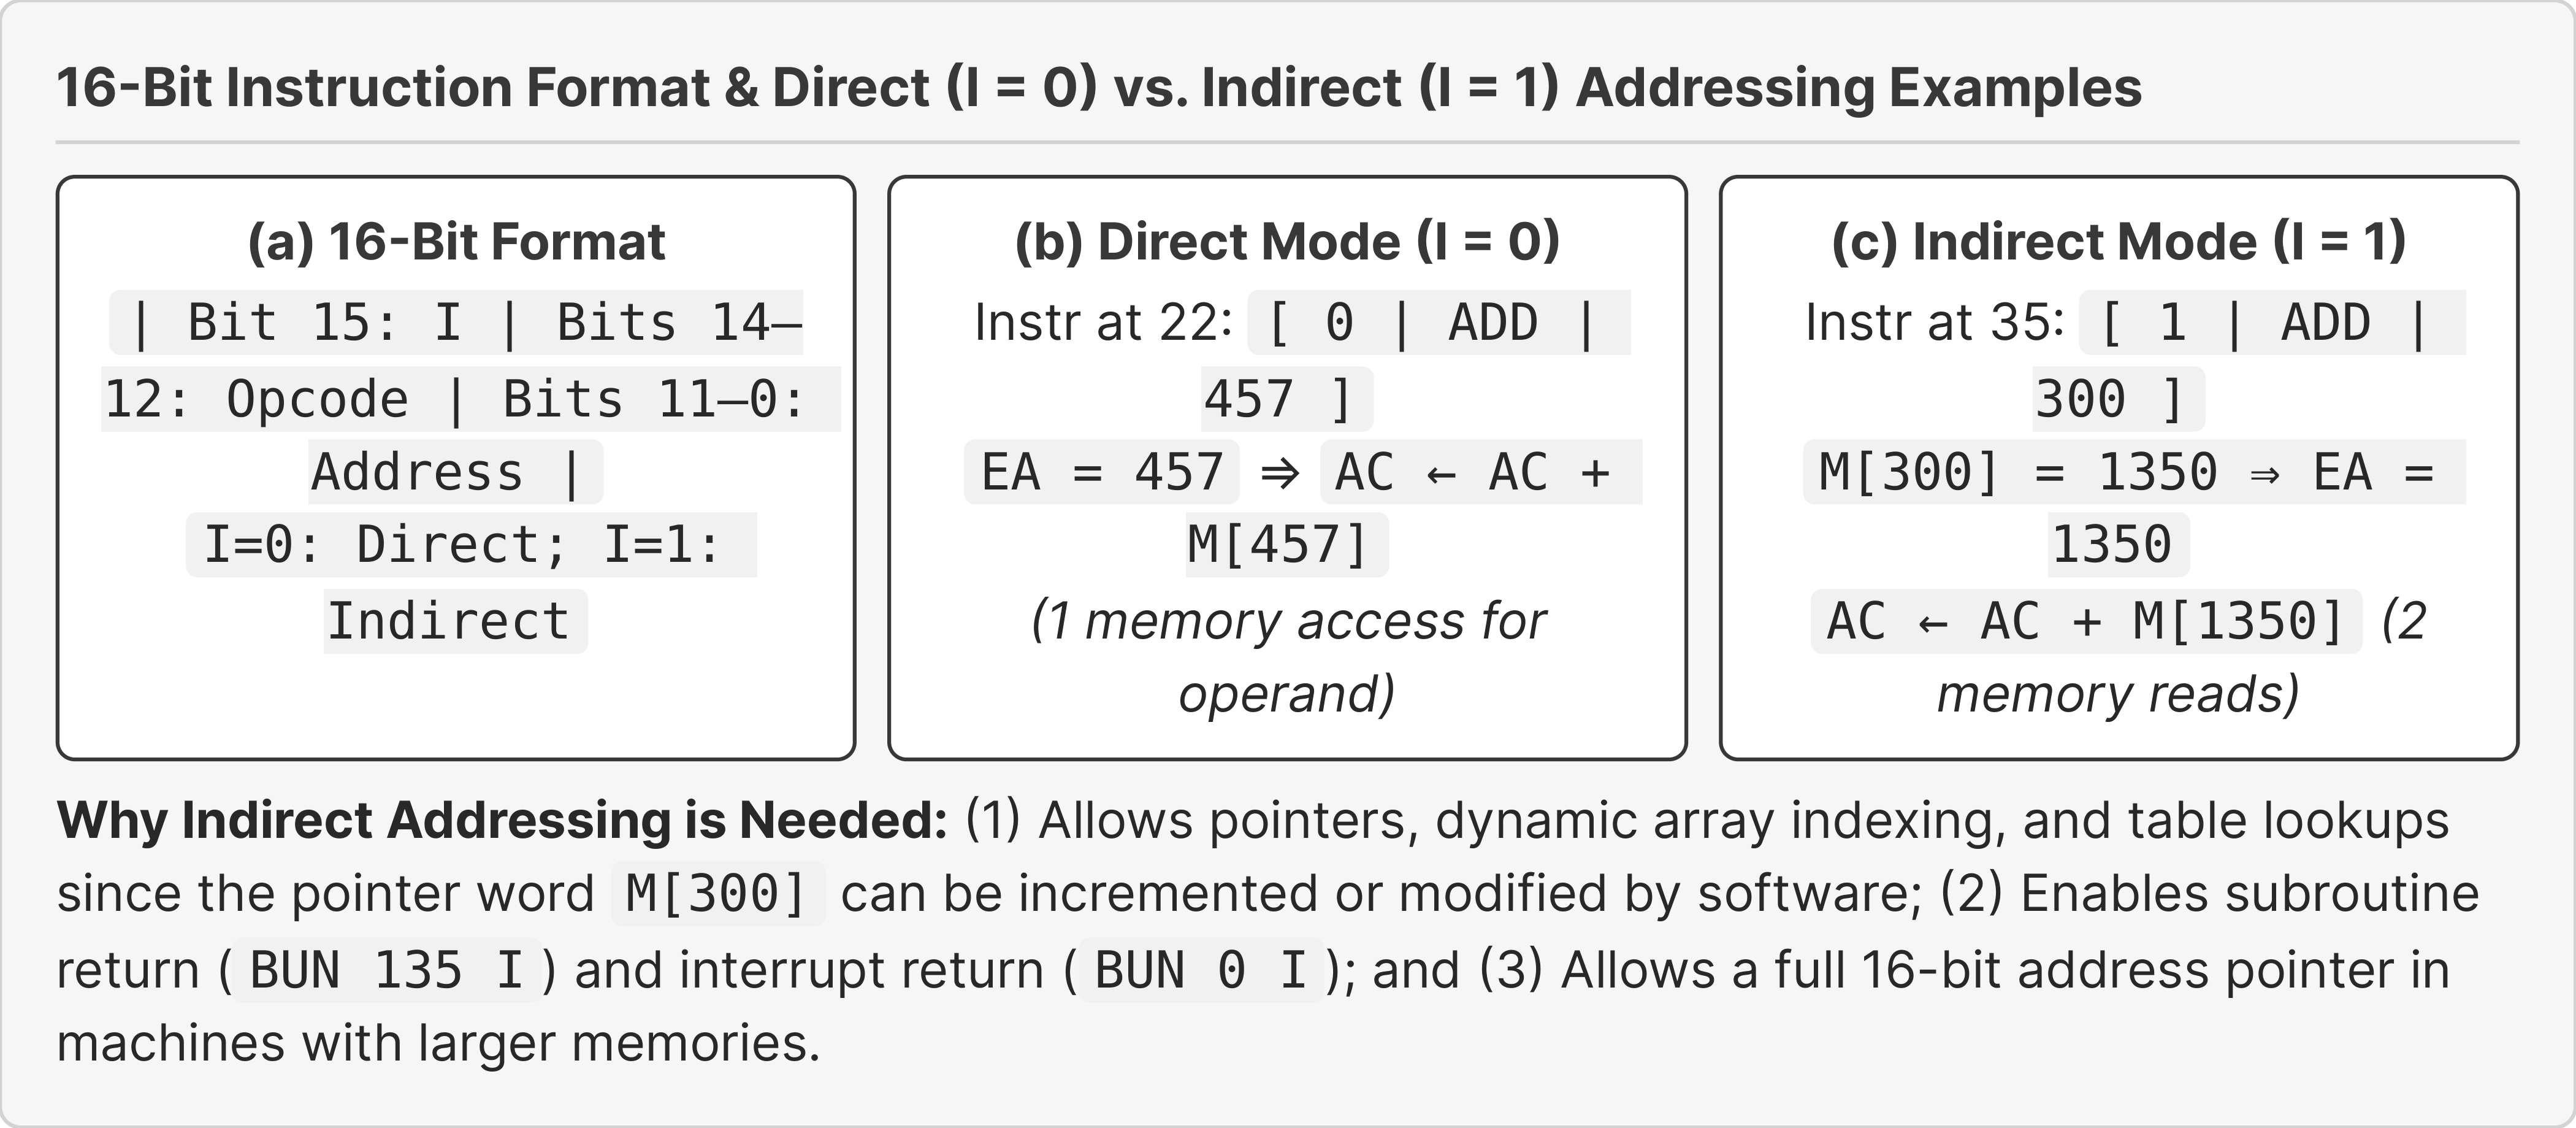 16-Bit Instruction Format & Direct (I = 0) vs. Indirect (I = 1) Addressing Examples
(a) 16-Bit Format
| Bit 15: I | Bits 14–
12: Opcode | Bits 11–0:
Address |
I=0: Direct; I=1:
Indirect
(b) Direct Mode (I = 0)
Instr at 22: [ 0 | ADD |
457 ]
EA = 457 ⇒ AC ← AC +
M[457]
(1 memory access for
operand)
(c) Indirect Mode (I = 1)
Instr at 35: [ 1 | ADD |
300 ]
M[300] = 1350 ⇒ EA =
1350
AC ← AC + M[1350] (2
memory reads)
Why Indirect Addressing is Needed: (1) Allows pointers, dynamic array indexing, and table lookups
since the pointer word M[300] can be incremented or modified by software; (2) Enables subroutine
return (BUN 135 I) and interrupt return (BUN 0 I); and (3) Allows a full 16-bit address pointer in
machines with larger memories.